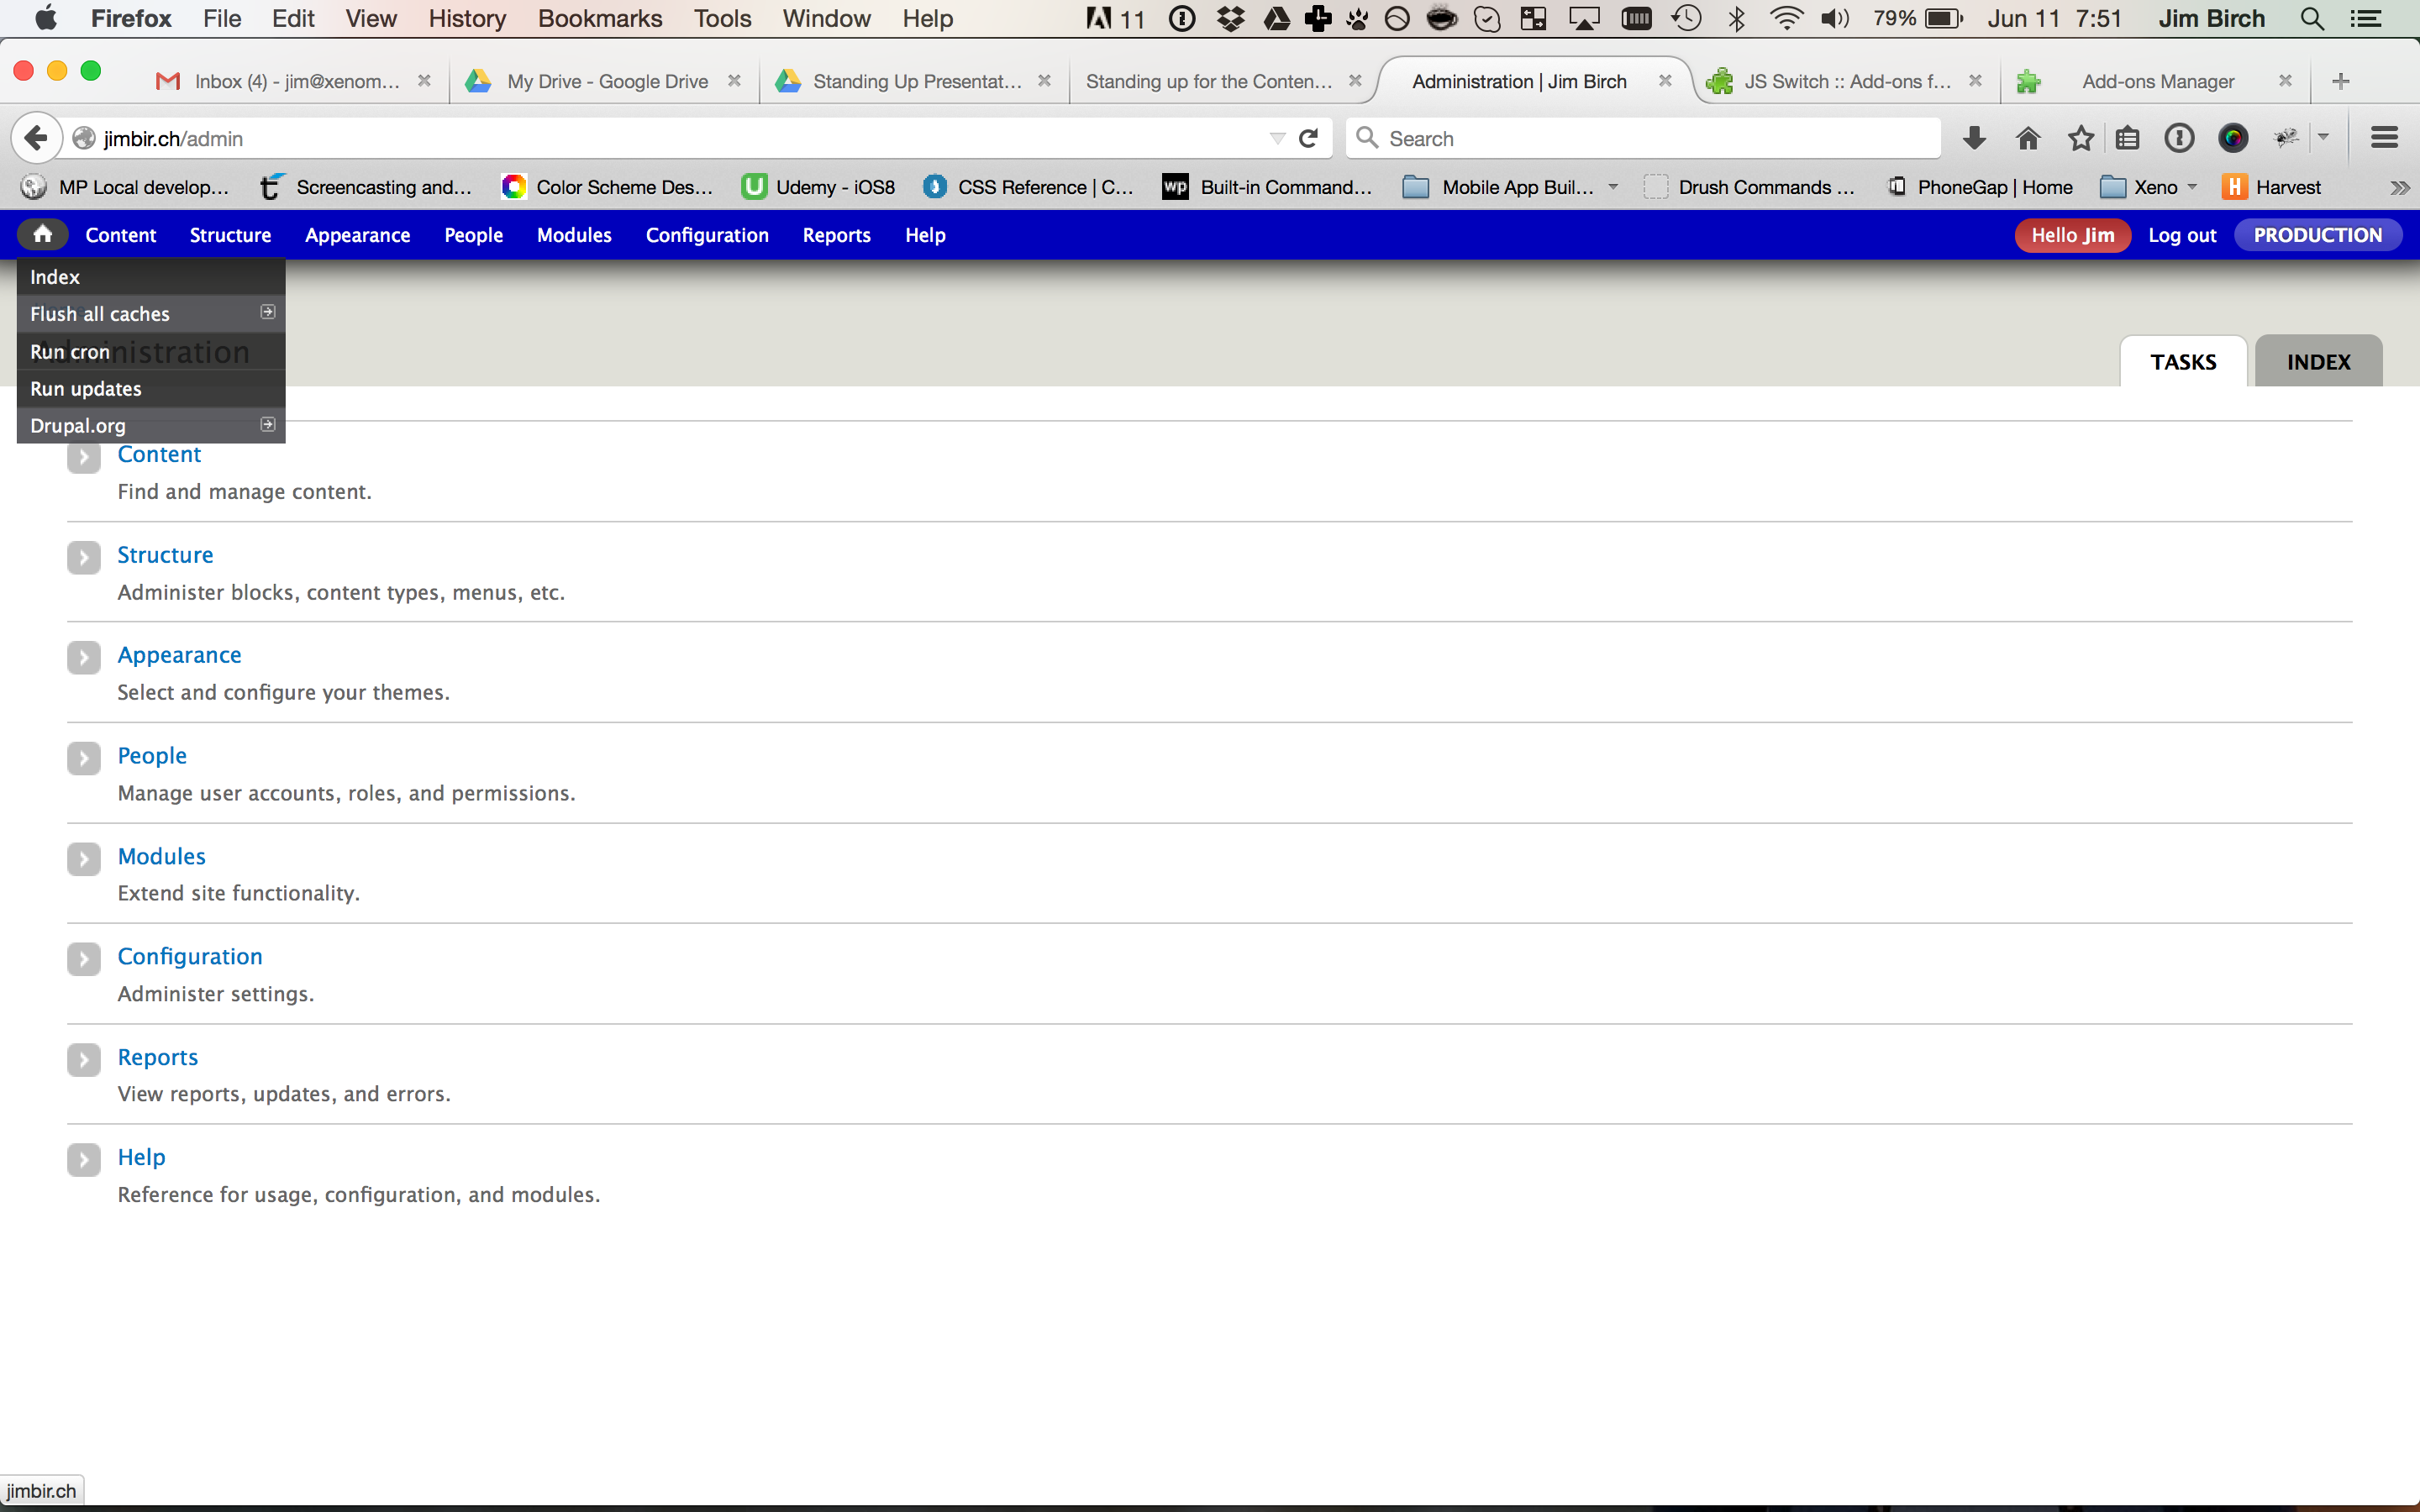 Firefox File Edit View History Bookmarks Tools Window Help 11 79% Jun 11 7:51 Jim Birch
Inbox (4) - jim@xenom... My Drive - Google Drive Standing Up Presentat... Standing up for the Conten... Administration | Jim Birch JS Switch :: Add-ons f... Add-ons Manager
jimbir.ch/admin Search
MP Local develop... Screencasting and... Color Scheme Des... U Udemy - iOS8 CSS Reference | C... wp Built-in Command... Mobile App Buil... Drush Commands ... PhoneGap | Home Xeno H Harvest
Content Structure Appearance People Modules Configuration Reports Help Hello Jim Log out PRODUCTION
Index
Flush all caches
Run cron
Administration
TASKS INDEX
Run updates
Drupal.org
Content
Find and manage content.
Structure
Administer blocks, content types, menus, etc.
Appearance
Select and configure your themes.
People
Manage user accounts, roles, and permissions.
Modules
Extend site functionality.
Configuration
Administer settings.
Reports
View reports, updates, and errors.
Help
Reference for usage, configuration, and modules.
jimbir.ch